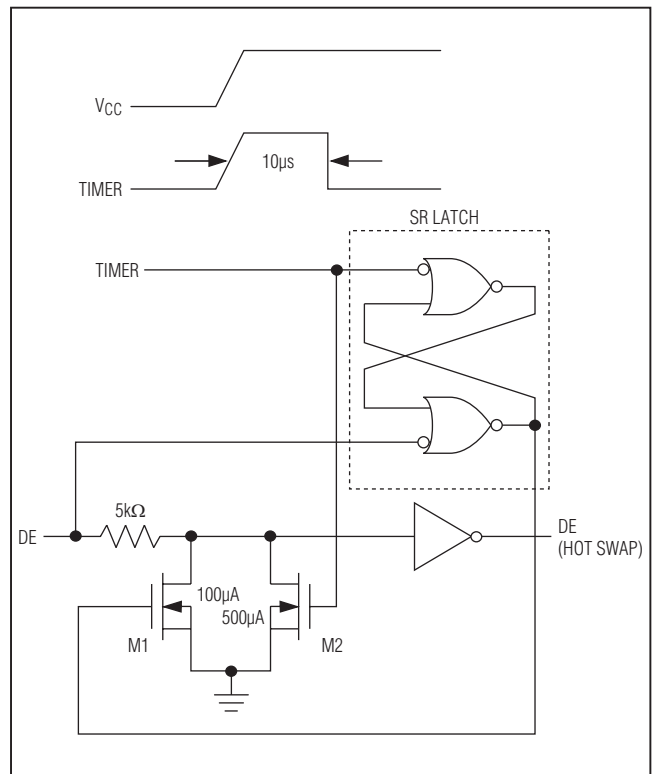 VCC
10µs
TIMER
SR LATCH
TIMER
5kΩ
DE
DE
(HOT SWAP)
100µA
500µA
M1
M2